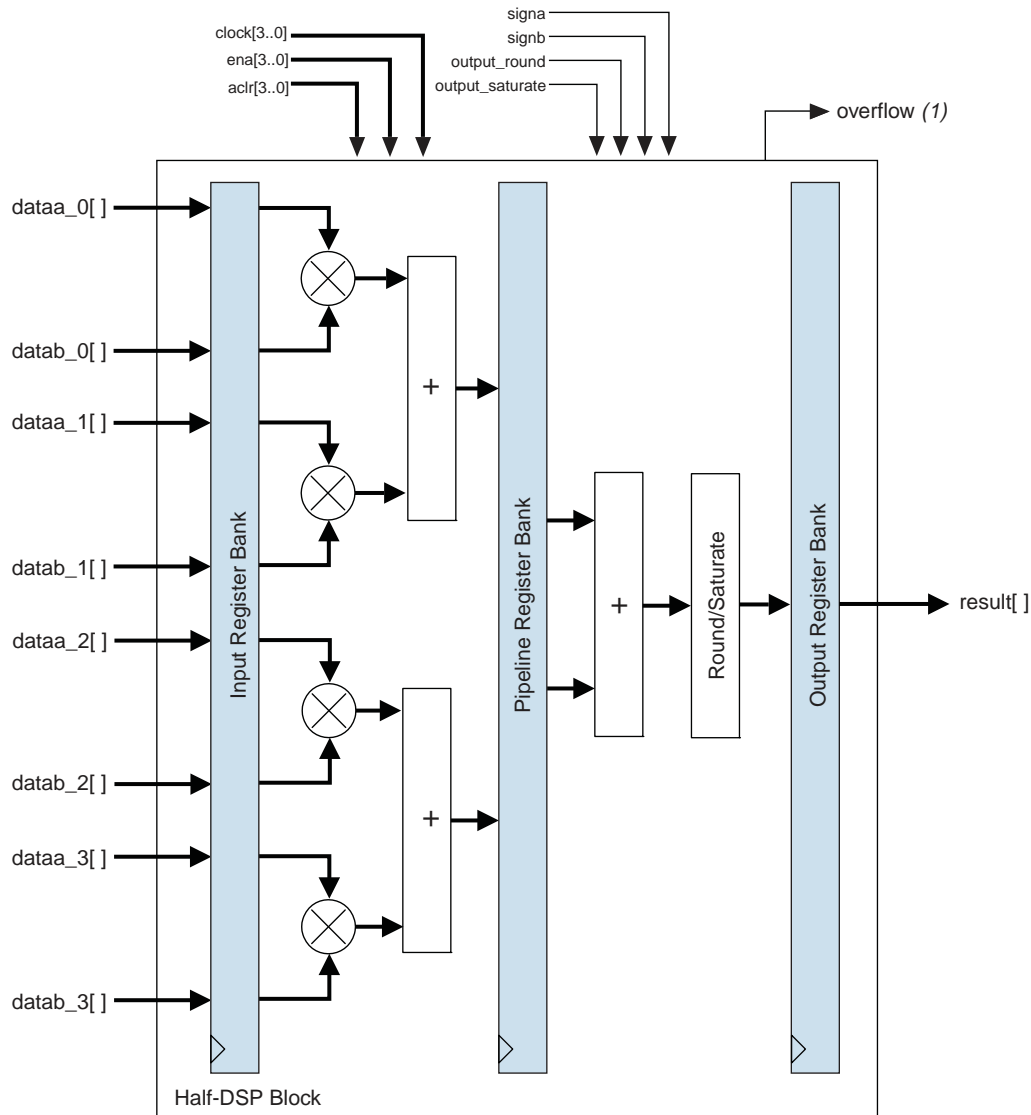 clock[3..0]
ena[3..0]
aclr[3..0]
signa
signb
output_round
output_saturate
overflow (1)
dataa_0[ ]
datab_0[ ]
dataa_1[ ]
datab_1[ ]
dataa_2[ ]
datab_2[ ]
dataa_3[ ]
datab_3[ ]
Input Register Bank
+
+
Pipeline Register Bank
+
Round/Saturate
Output Register Bank
result[ ]
Half-DSP Block